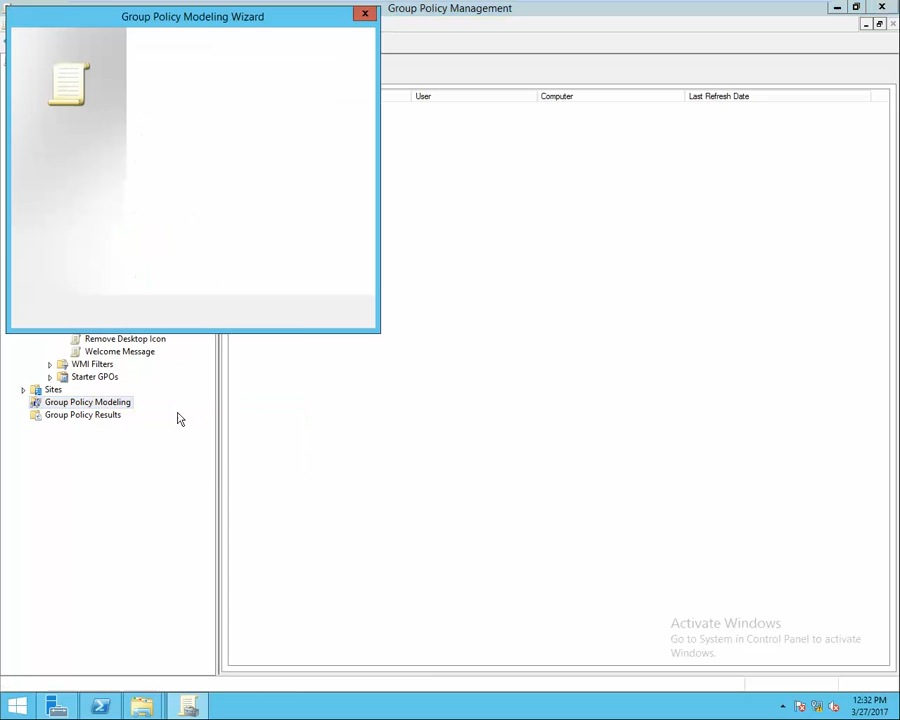 Group Policy Management
Group Policy Modeling Wizard
x
User
Computer
Last Refresh Date
Remove Desktop Icon
Welcome Message
WMI Filters
Starter GPOs
Sites
Group Policy Modeling
Group Policy Results
Activate Windows
Go to System in Control Panel to activate
Windows.
12:32 PM
3/27/2017